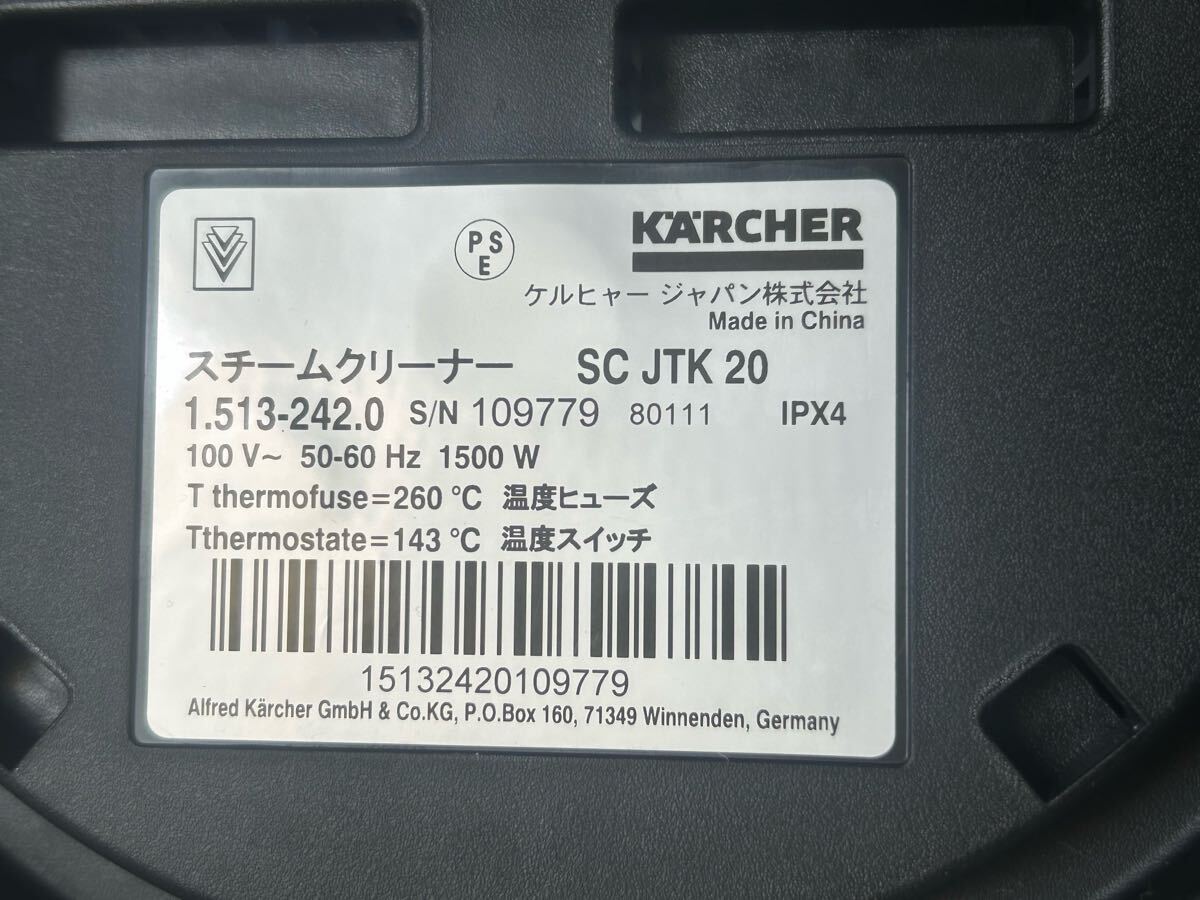 PSE
KÄRCHER
ケルヒャー ジャパン株式会社
Made in China
スチームクリーナー SC JTK 20
1.513-242.0 S/N 109779 80111 IPX4
100 V~ 50-60 Hz 1500 W
T thermofuse=260 °C 温度ヒューズ
Tthermostate=143 °C 温度スイッチ
15132420109779
Alfred Kärcher GmbH & Co.KG, P.O.Box 160, 71349 Winnenden, Germany